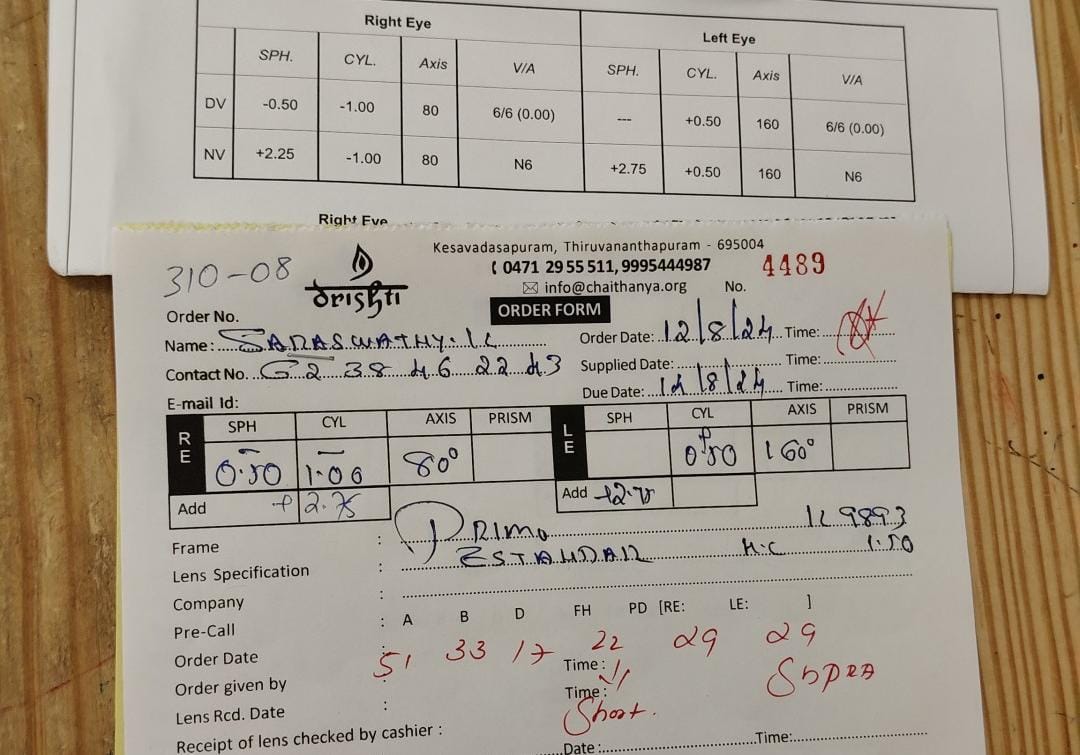 Right Eye Left Eye
SPH. CYL. Axis V/A SPH. CYL. Axis V/A
DV -0.50 -1.00 80 6/6 (0.00) --- +0.50 160 6/6 (0.00)
NV +2.25 -1.00 80 N6 +2.75 +0.50 160 N6
Right Eye
Kesavadasapuram, Thiruvananthapuram - 695004
310-08 drishti 0471 29 55 511, 9995444987 4489
info@chaithanya.org No.
Order No. ORDER FORM
Name: SARASWATHY. K Order Date: 12/8/24 Time:
Contact No. 62 38 46 22 43 Supplied Date: Time:
Due Date: 14/8/24 Time:
E-mail Id:
RE SPH CYL AXIS PRISM LE SPH CYL AXIS PRISM
-0.50 -1.00 80° +0.50 160°
Add +2.75 Add
Frame : PRIMO K9893
Lens Specification : H.C 1.50
Company :
Pre-Call : A B D FH PD [RE: LE: ]
Order Date : 51 33 17 22 29 29
Order given by Time: Supra
Lens Rcd. Date : Time: Short.
Receipt of lens checked by cashier : Date : Time: